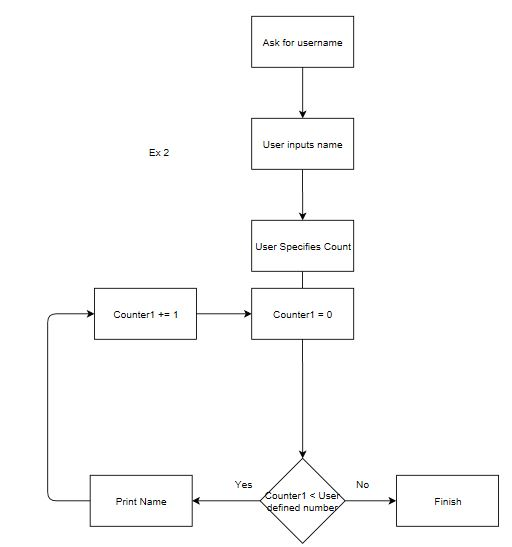 Ask for username
User inputs name
Ex 2
User Specifies Count
Counter1 += 1
Counter1 = 0
Yes
No
Print Name
Counter1 < User
defined number
Finish